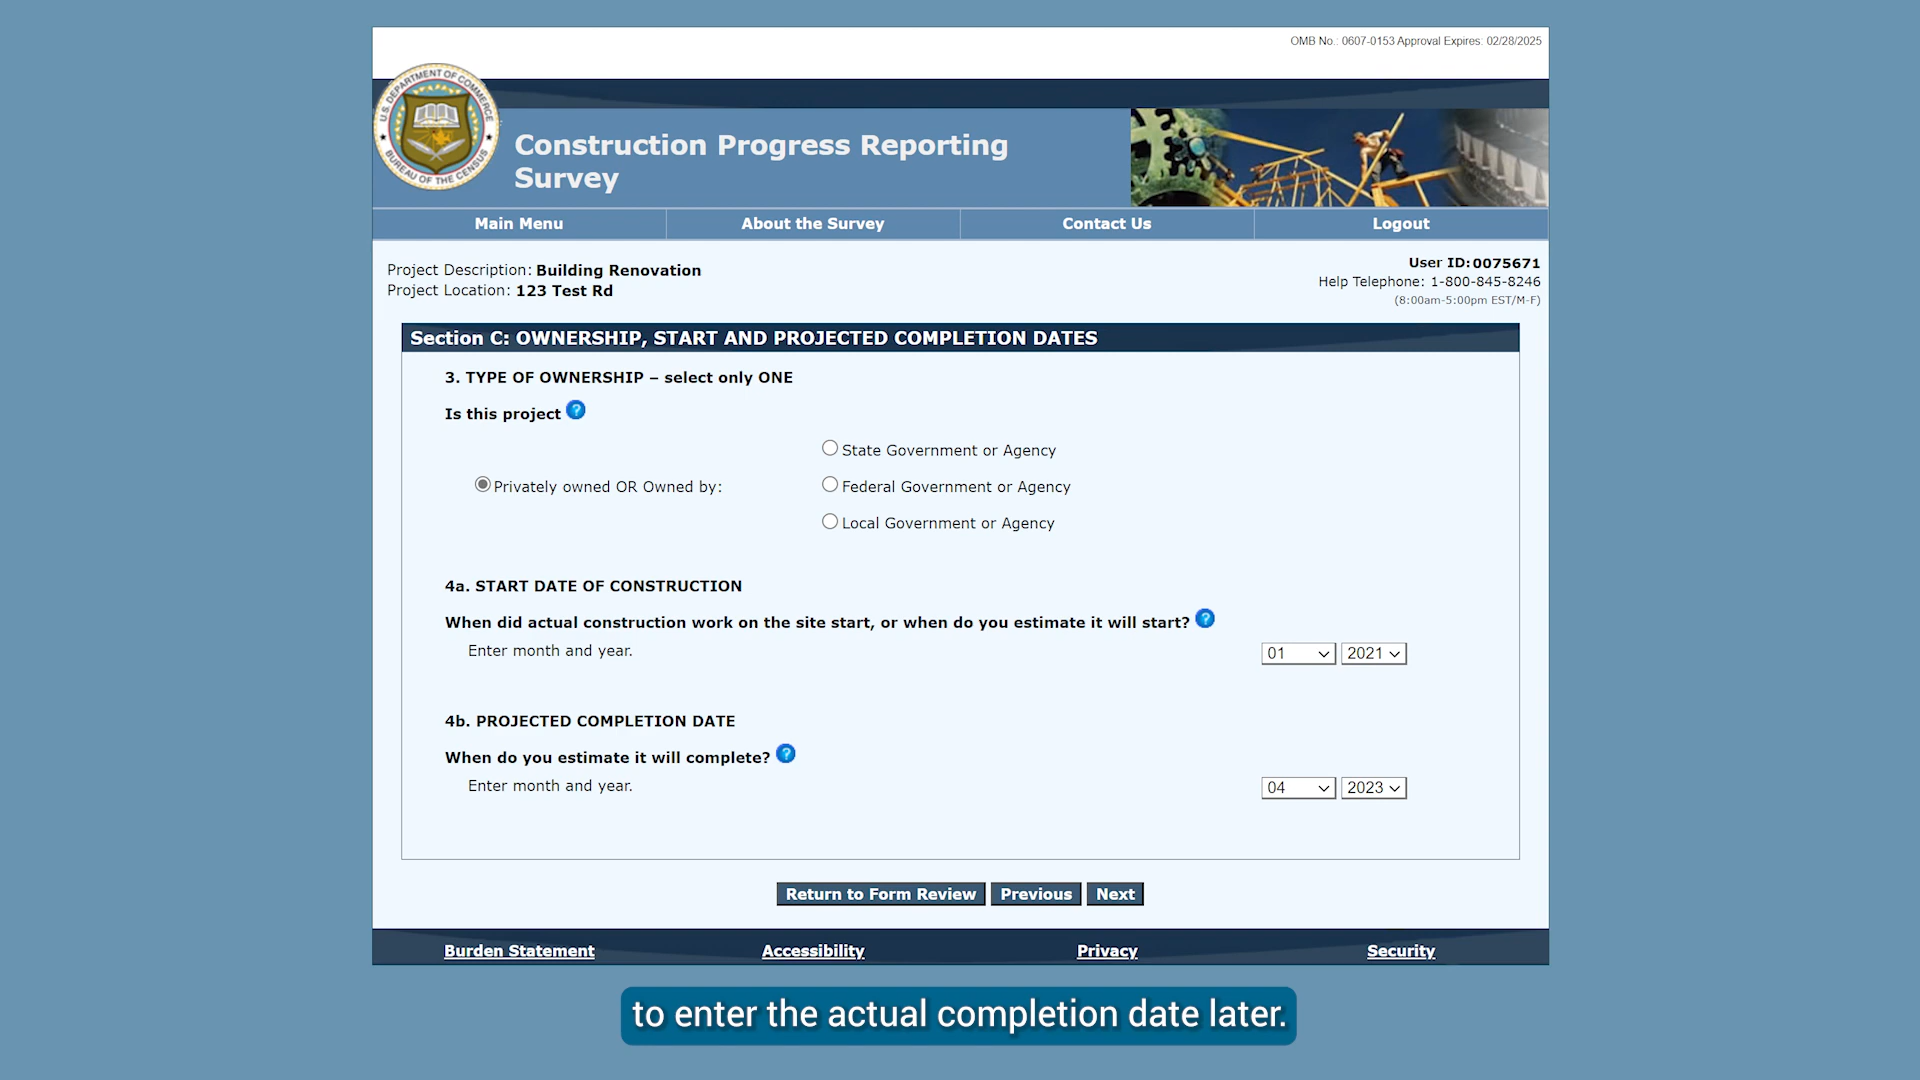 OMB No.: 0607-0153 Approval Expires: 02/28/2025
U.S. DEPARTMENT OF COMMERCE
BUREAU OF THE CENSUS
Construction Progress Reporting
Survey
Main Menu About the Survey Contact Us Logout
Project Description: Building Renovation
Project Location: 123 Test Rd
User ID: 0075671
Help Telephone: 1-800-845-8246
(8:00am-5:00pm EST/M-F)
Section C: OWNERSHIP, START AND PROJECTED COMPLETION DATES
3. TYPE OF OWNERSHIP – select only ONE
Is this project ?
State Government or Agency
Privately owned OR Owned by: Federal Government or Agency
Local Government or Agency
4a. START DATE OF CONSTRUCTION
When did actual construction work on the site start, or when do you estimate it will start? ?
Enter month and year. 01 2021
4b. PROJECTED COMPLETION DATE
When do you estimate it will complete? ?
Enter month and year. 04 2023
Return to Form Review Previous Next
Burden Statement Accessibility Privacy Security
to enter the actual completion date later.